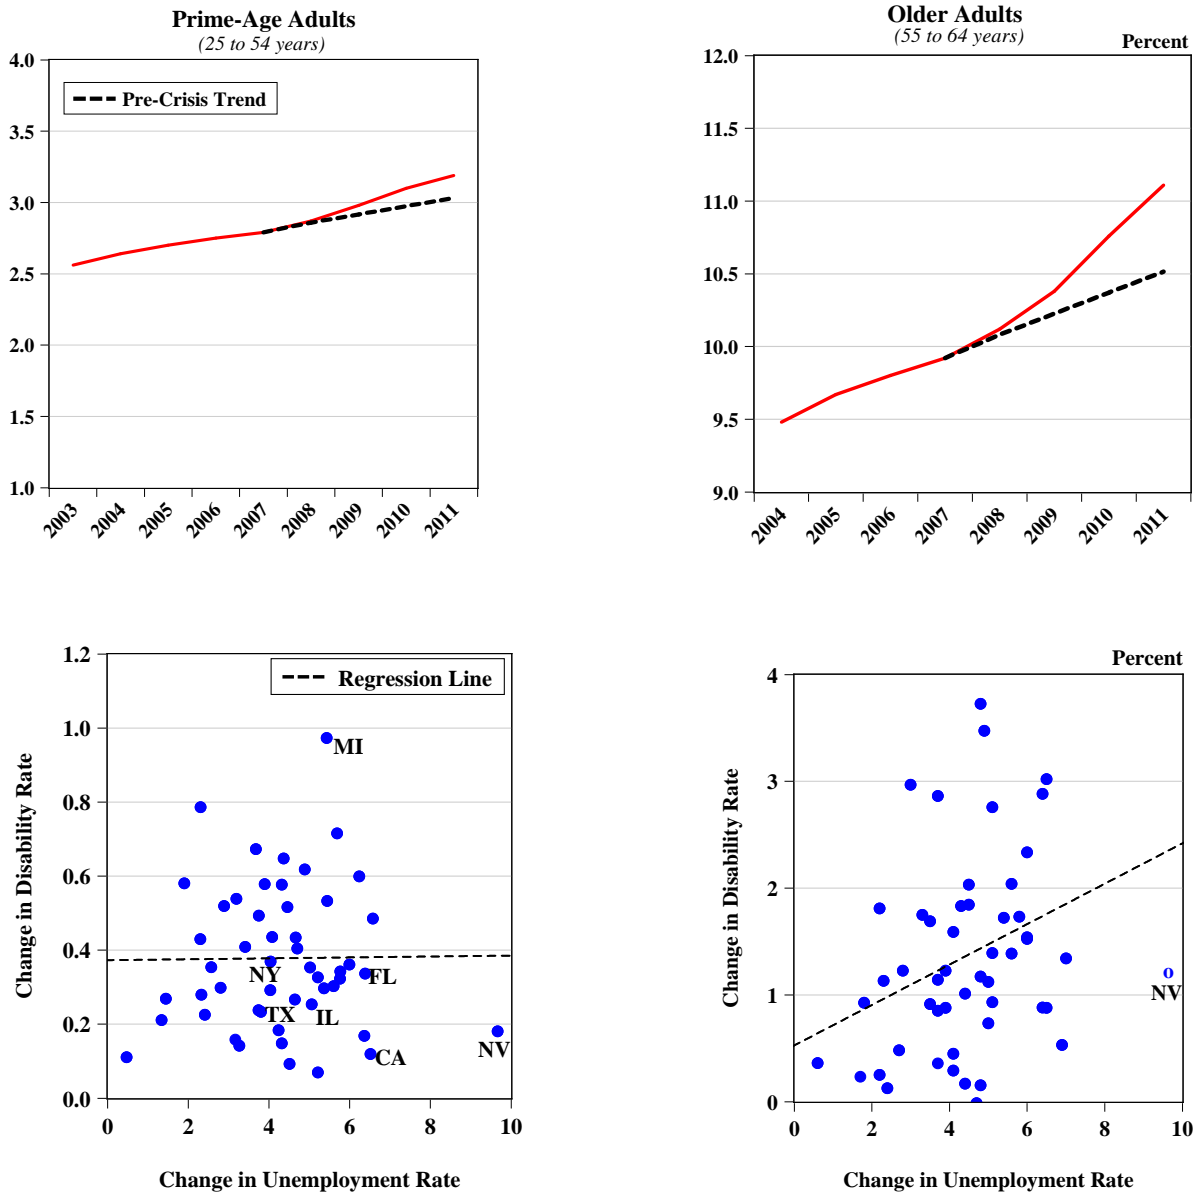 Prime-Age Adults
(25 to 54 years)
4.0
3.5
3.0
2.5
2.0
1.5
1.0
Pre-Crisis Trend
2003 2004 2005 2006 2007 2008 2009 2010 2011
Older Adults
(55 to 64 years)
Percent
12.0
11.5
11.0
10.5
10.0
9.5
9.0
2004 2005 2006 2007 2008 2009 2010 2011
Change in Disability Rate
1.2
1.0
0.8
0.6
0.4
0.2
0.0
Regression Line
MI
NY
FL
TX
IL
CA
NV
0 2 4 6 8 10
Change in Unemployment Rate
Percent
Change in Disability Rate
4
3
2
1
0
NV
0 2 4 6 8 10
Change in Unemployment Rate